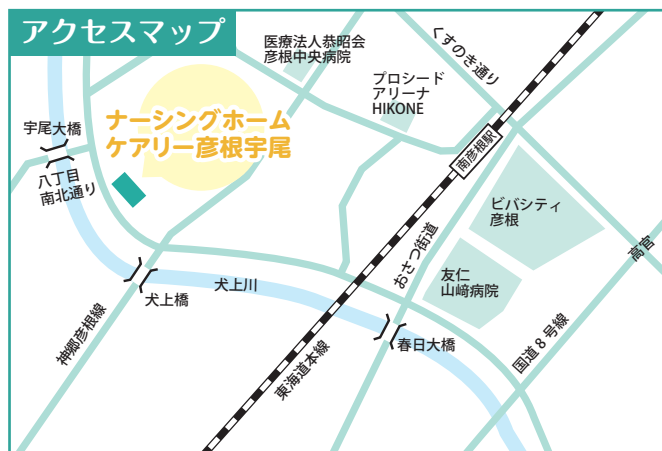 アクセスマップ
医療法人恭昭会
彦根中央病院
くすのき通り
プロシード
アリーナ
HIKONE
宇尾大橋
ナーシングホーム
ケアリー彦根宇尾
八丁目
南北通り
南彦根駅
ビバシティ
彦根
おさつ街道
高宮
友仁
山﨑病院
犬上川
犬上橋
神郷彦根線
東海道本線
春日大橋
国道8号線